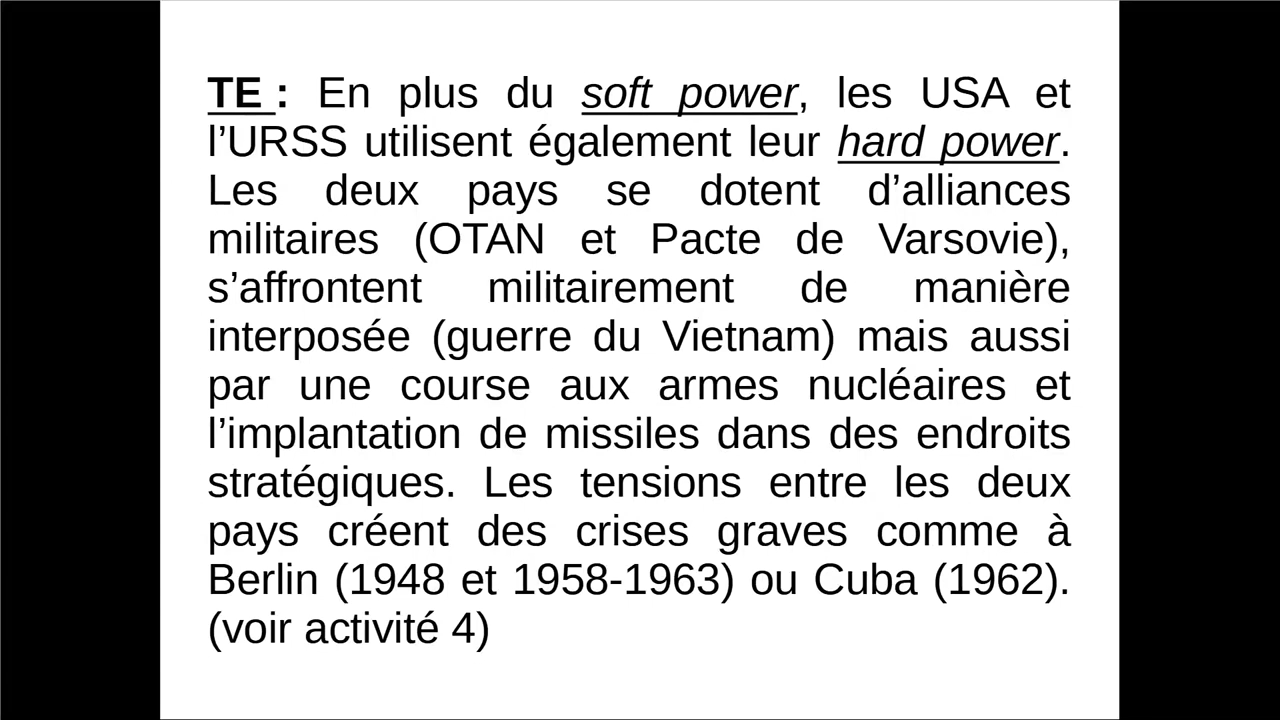 TE : En plus du soft power, les USA et
l’URSS utilisent également leur hard power.
Les deux pays se dotent d’alliances
militaires (OTAN et Pacte de Varsovie),
s’affrontent militairement de manière
interposée (guerre du Vietnam) mais aussi
par une course aux armes nucléaires et
l’implantation de missiles dans des endroits
stratégiques. Les tensions entre les deux
pays créent des crises graves comme à
Berlin (1948 et 1958-1963) ou Cuba (1962).
(voir activité 4)